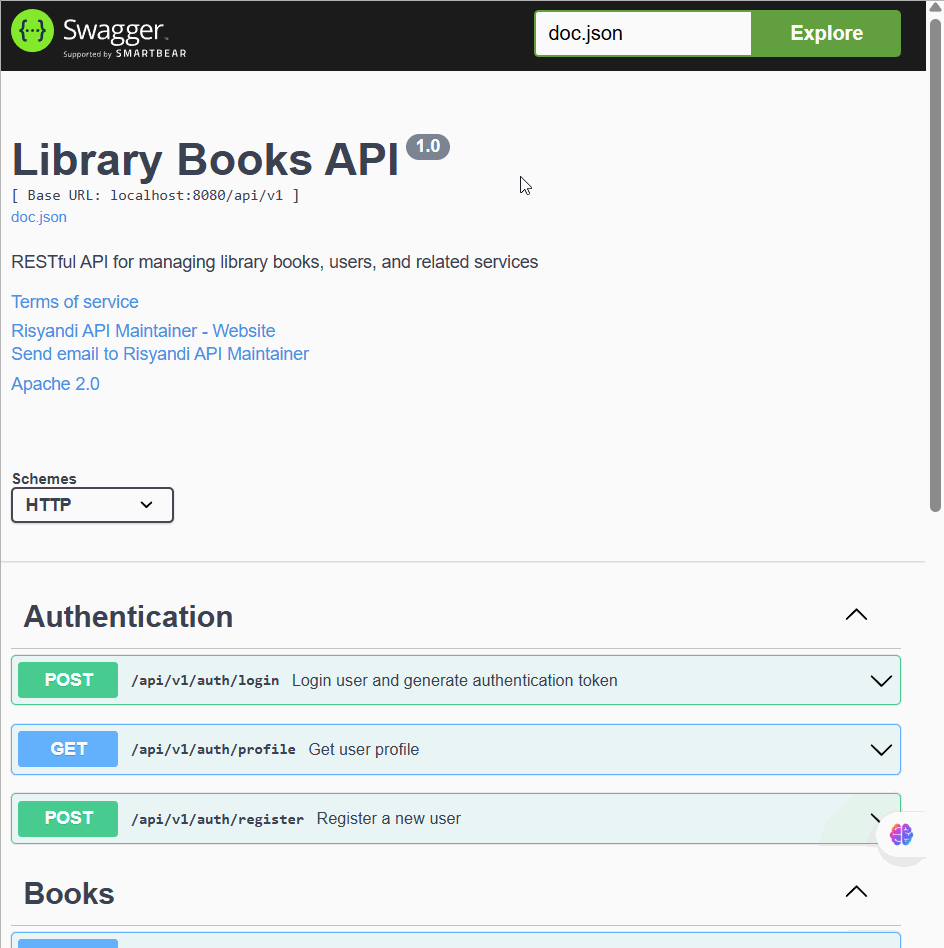 {···} Swagger™
Supported by SMARTBEAR
doc.json
Explore
Library Books API 1.0
[ Base URL: localhost:8080/api/v1 ]
doc.json
RESTful API for managing library books, users, and related services
Terms of service
Risyandi API Maintainer - Website
Send email to Risyandi API Maintainer
Apache 2.0
Schemes
HTTP
Authentication
POST /api/v1/auth/login Login user and generate authentication token
GET /api/v1/auth/profile Get user profile
POST /api/v1/auth/register Register a new user
Books